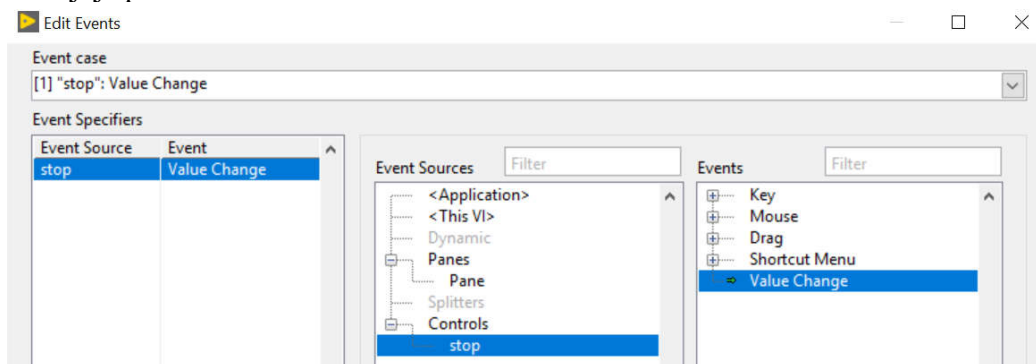 Edit Events
Event case
[1] "stop": Value Change
Event Specifiers
Event Source Event
stop Value Change
Event Sources Filter
<Application>
<This VI>
Dynamic
Panes
Pane
Splitters
Controls
stop
Events Filter
Key
Mouse
Drag
Shortcut Menu
Value Change